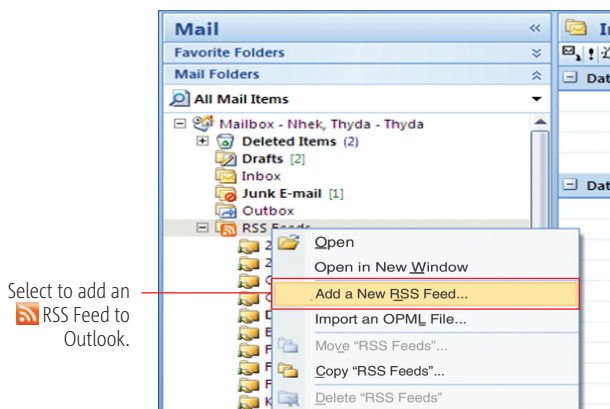 Mail
Favorite Folders
Mail Folders
All Mail Items
Mailbox - Nhek, Thyda - Thyda
Deleted Items (2)
Drafts [2]
Inbox
Junk E-mail [1]
Outbox
RSS Feeds
Open
Open in New Window
Add a New RSS Feed...
Import an OPML File...
Move “RSS Feeds”...
Copy “RSS Feeds”...
Delete “RSS Feeds”
Select to add an
RSS Feed to
Outlook.